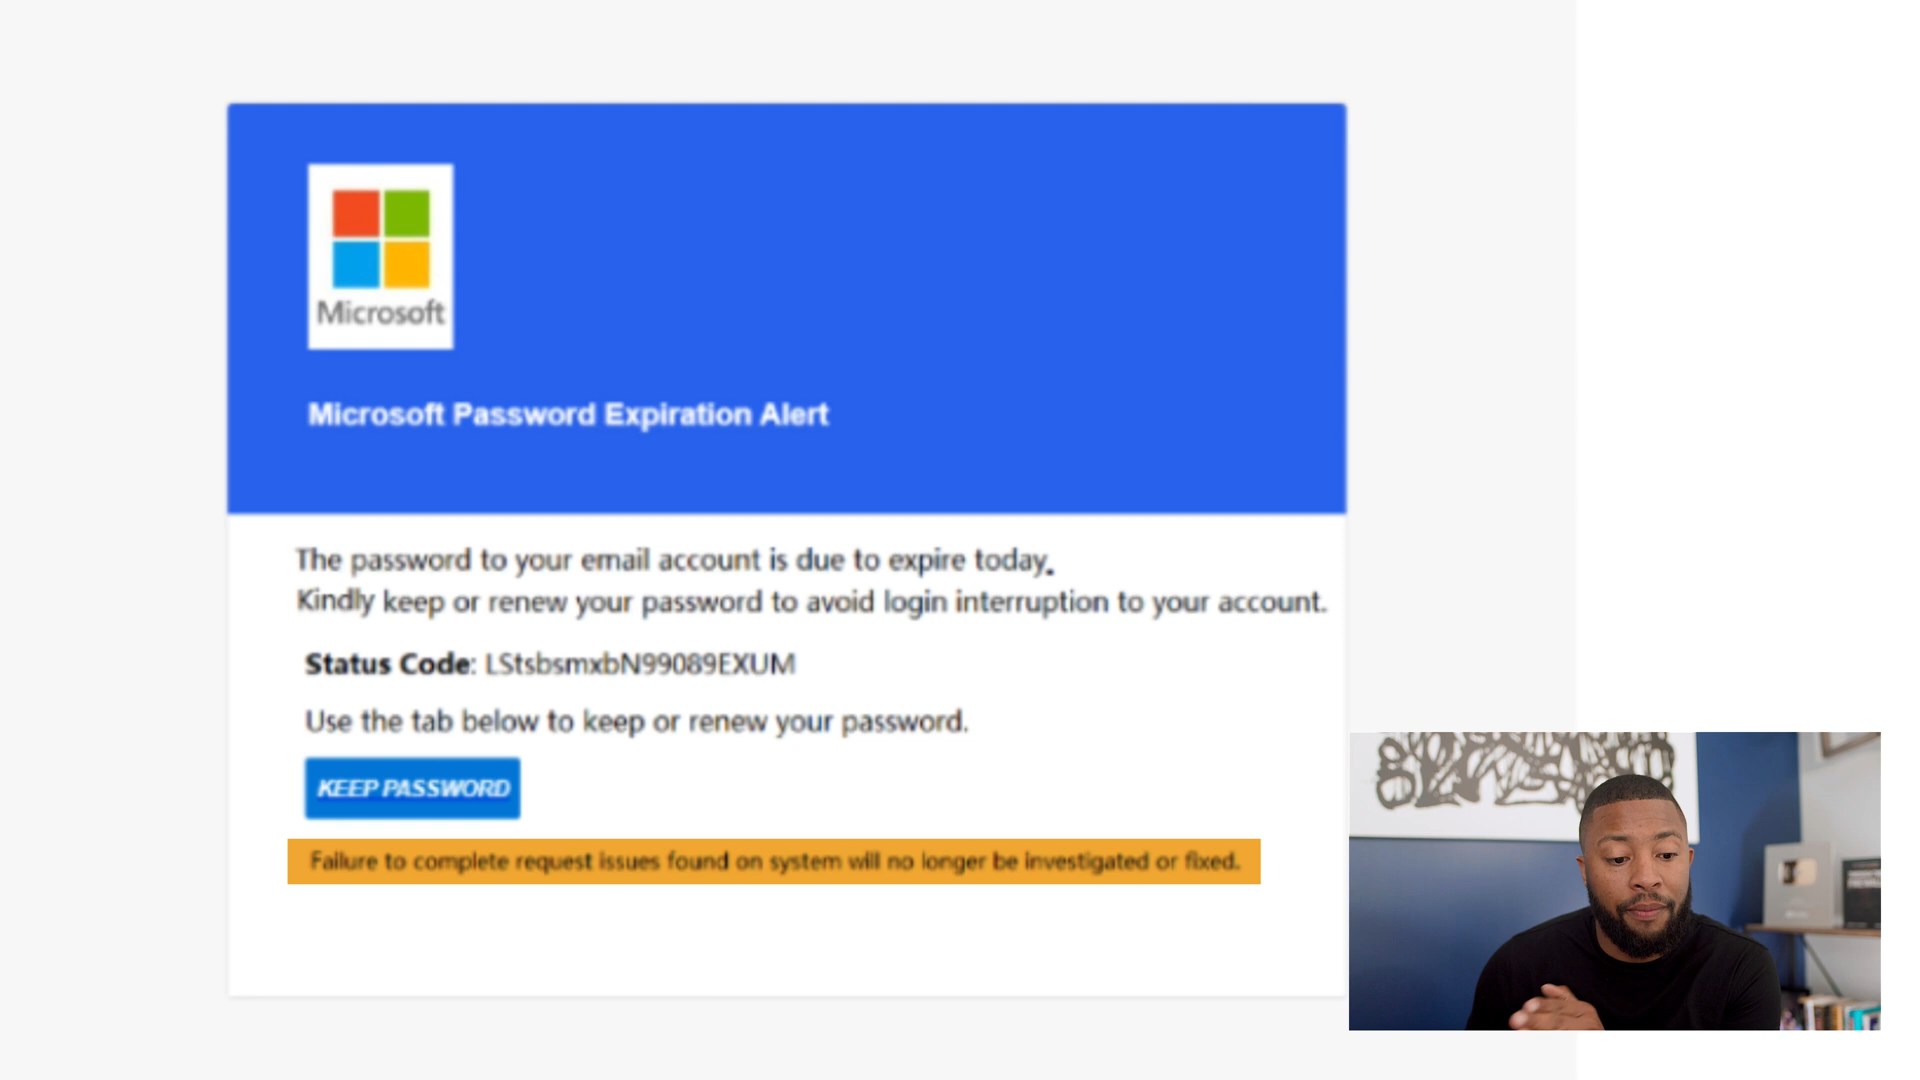 Microsoft
Microsoft Password Expiration Alert
The password to your email account is due to expire today.
Kindly keep or renew your password to avoid login interruption to your account.
Status Code: LStsbsmxbN99089EXUM
Use the tab below to keep or renew your password.
KEEP PASSWORD
Failure to complete request issues found on system will no longer be investigated or fixed.